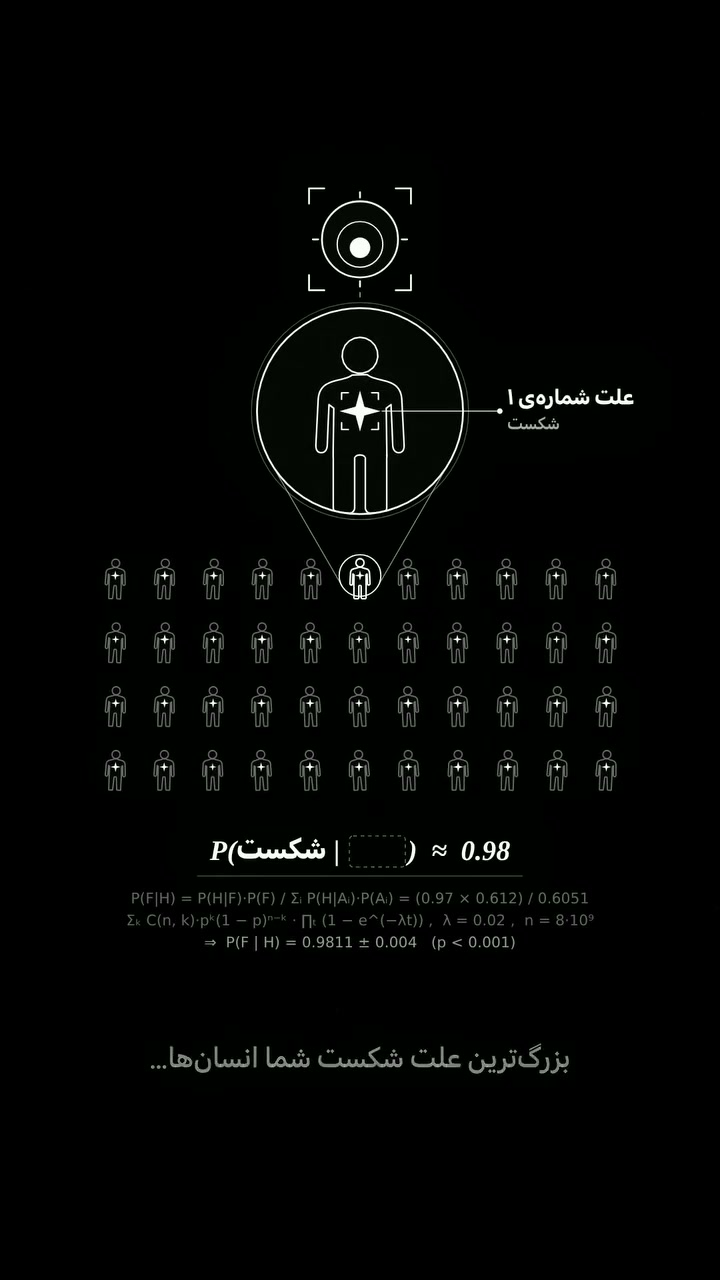 علت شماره‌ی ۱
شکست
P(شکست | ) ≈ 0.98
P(F|H) = P(H|F)·P(F) / Σᵢ P(H|Aᵢ)·P(Aᵢ) = (0.97 × 0.612) / 0.6051
Σₖ C(n, k)·pᵏ(1 − p)ⁿ⁻ᵏ · ∏ₜ (1 − e^(−λt)) , λ = 0.02 , n = 8·10⁹
⇒ P(F | H) = 0.9811 ± 0.004 (p < 0.001)
بزرگ‌ترین علت شکست شما انسان‌ها...